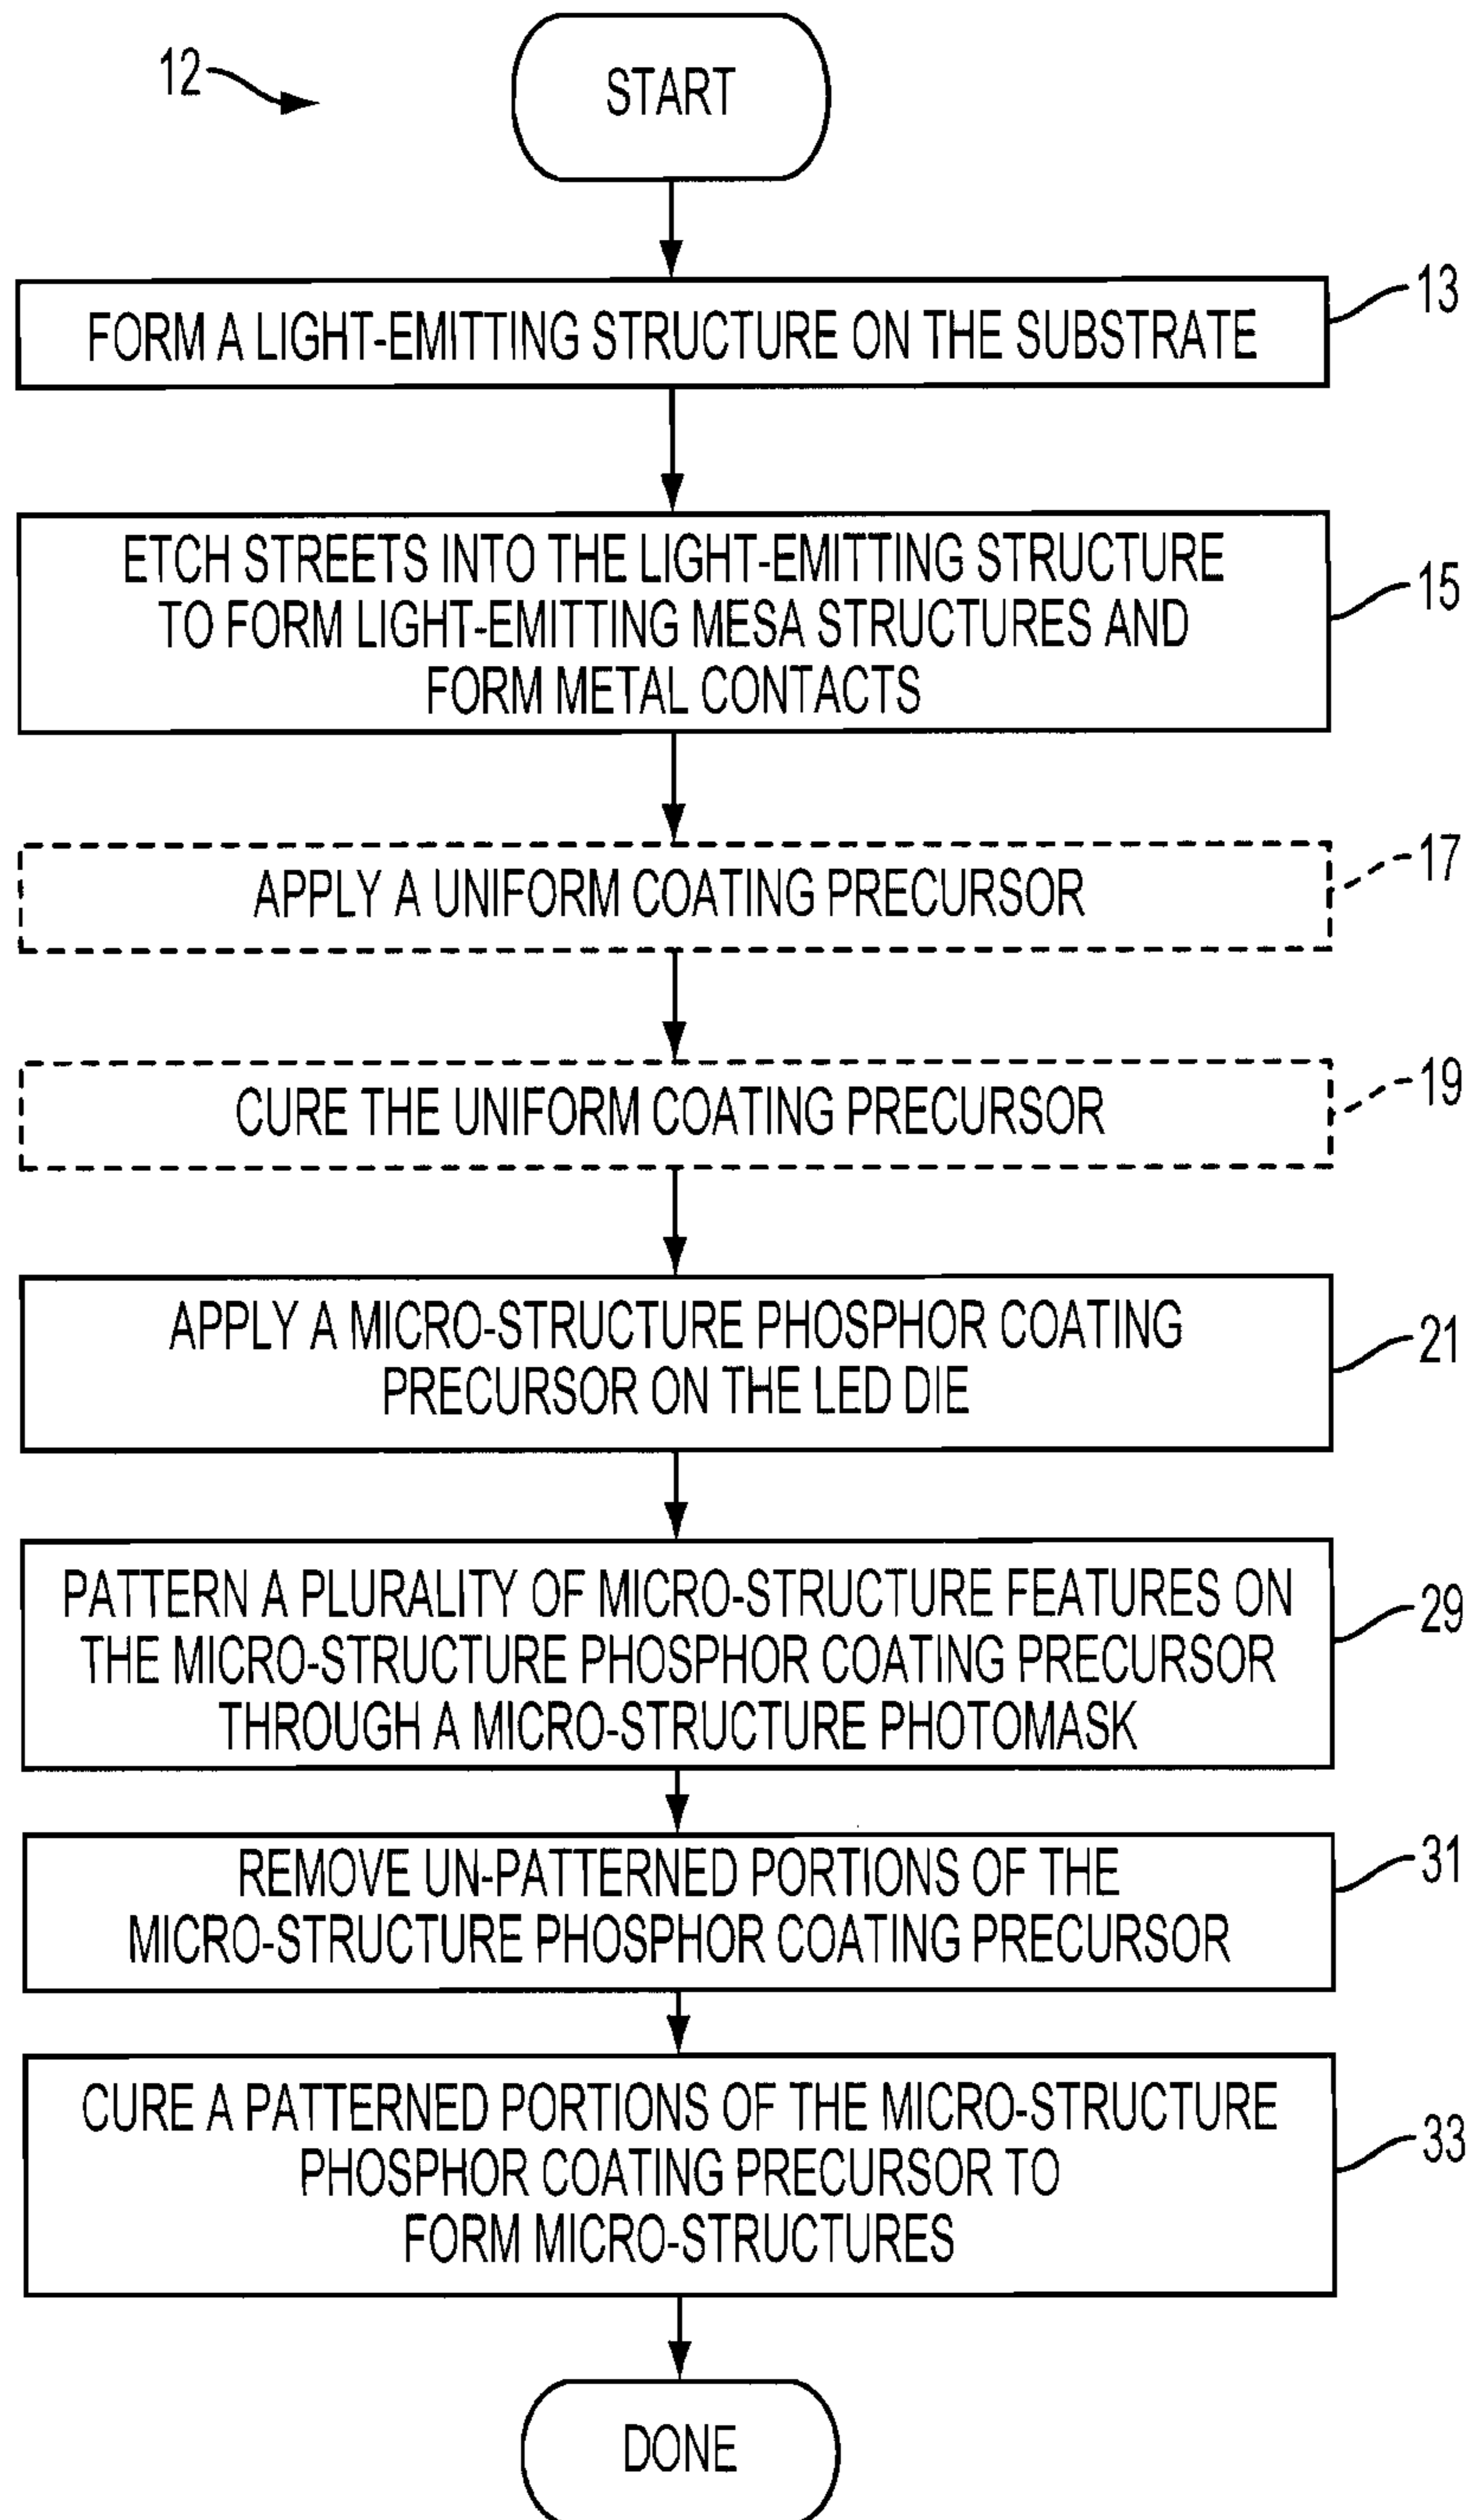 12
START
FORM A LIGHT-EMITTING STRUCTURE ON THE SUBSTRATE
13
ETCH STREETS INTO THE LIGHT-EMITTING STRUCTURE
TO FORM LIGHT-EMITTING MESA STRUCTURES AND
FORM METAL CONTACTS
15
APPLY A UNIFORM COATING PRECURSOR
17
CURE THE UNIFORM COATING PRECURSOR
19
APPLY A MICRO-STRUCTURE PHOSPHOR COATING
PRECURSOR ON THE LED DIE
21
PATTERN A PLURALITY OF MICRO-STRUCTURE FEATURES ON
THE MICRO-STRUCTURE PHOSPHOR COATING PRECURSOR
THROUGH A MICRO-STRUCTURE PHOTOMASK
29
REMOVE UN-PATTERNED PORTIONS OF THE
MICRO-STRUCTURE PHOSPHOR COATING PRECURSOR
31
CURE A PATTERNED PORTIONS OF THE MICRO-STRUCTURE
PHOSPHOR COATING PRECURSOR TO
FORM MICRO-STRUCTURES
33
DONE